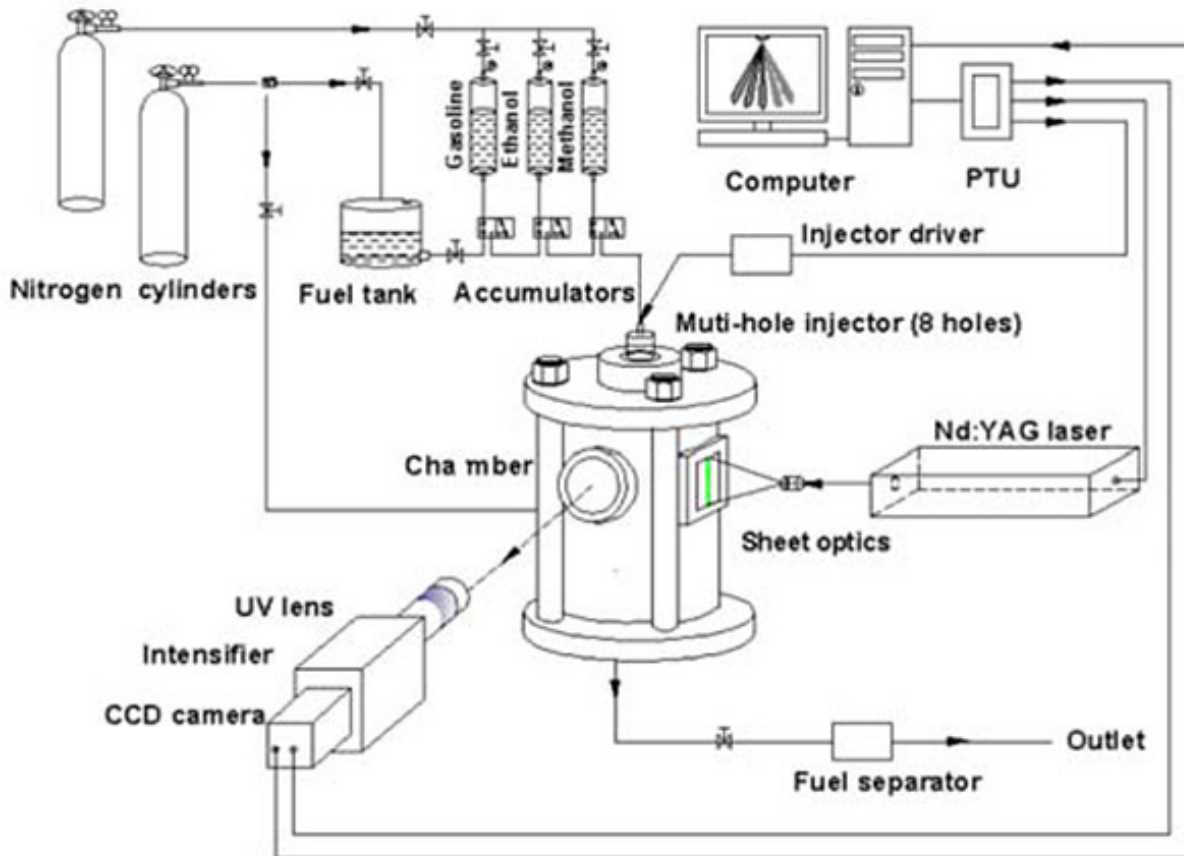 Gasoline
Ethanol
Methanol
Computer
PTU
Injector driver
Nitrogen cylinders
Fuel tank
Accumulators
Muti-hole injector (8 holes)
Nd:YAG laser
Cha mber
Sheet optics
UV lens
Intensifier
CCD camera
Outlet
Fuel separator